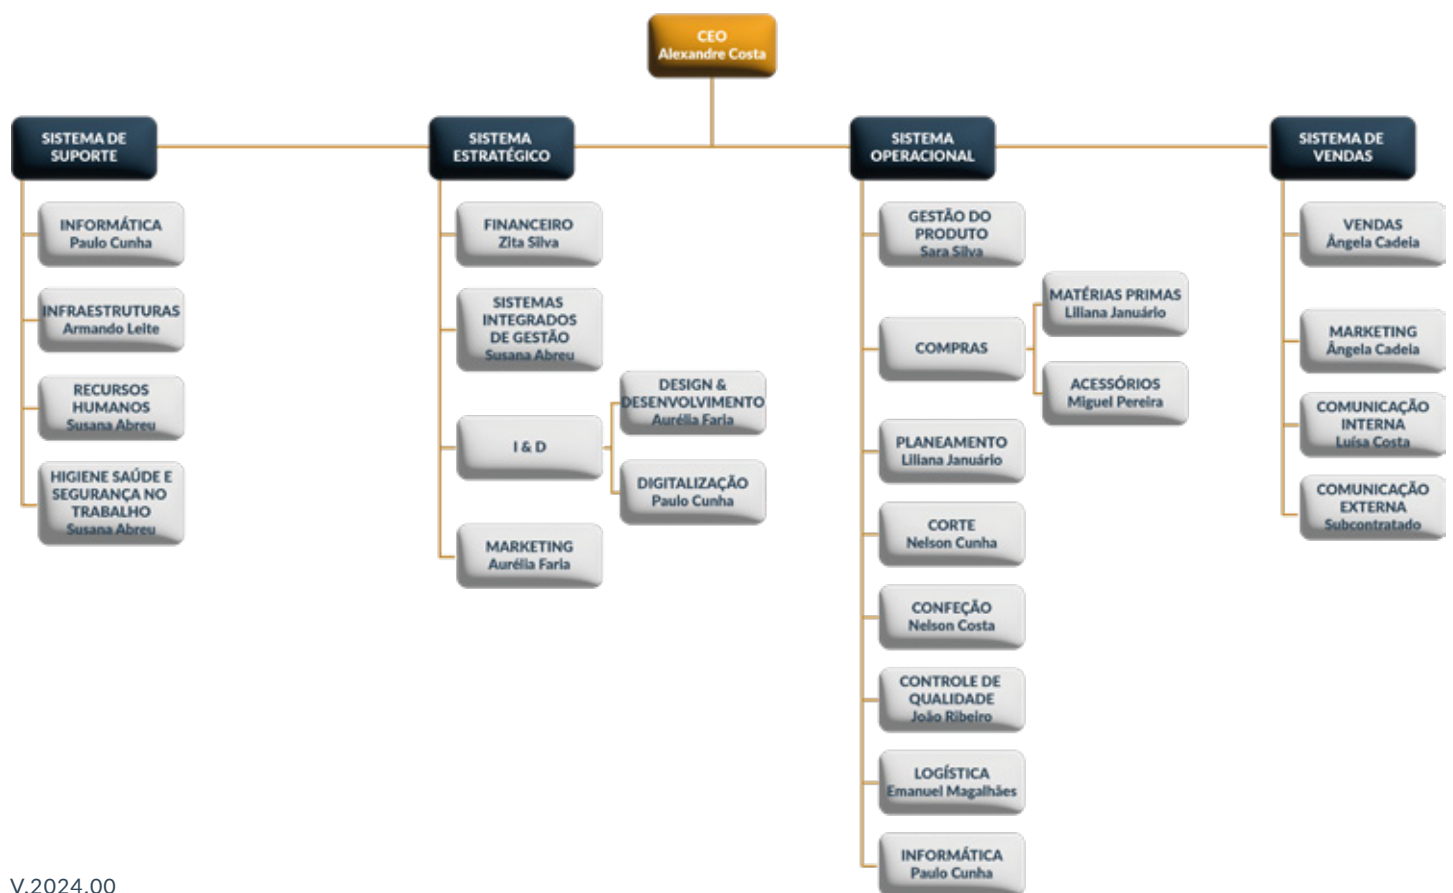 CEO
Alexandre Costa
SISTEMA DE
SUPORTE
INFORMÁTICA
Paulo Cunha
INFRAESTRUTURAS
Armando Leite
RECURSOS
HUMANOS
Susana Abreu
HIGIENE SAÚDE E
SEGURANÇA NO
TRABALHO
Susana Abreu
SISTEMA
ESTRATÉGICO
FINANCEIRO
Zita Silva
SISTEMAS
INTEGRADOS
DE GESTÃO
Susana Abreu
I & D
DESIGN &
DESENVOLVIMENTO
Aurélia Faria
DIGITALIZAÇÃO
Paulo Cunha
MARKETING
Aurélia Faria
SISTEMA
OPERACIONAL
GESTÃO DO
PRODUTO
Sara Silva
COMPRAS
MATÉRIAS PRIMAS
Liliana Januário
ACESSÓRIOS
Miguel Pereira
PLANEAMENTO
Liliana Januário
CORTE
Nelson Cunha
CONFEÇÃO
Nelson Costa
CONTROLE DE
QUALIDADE
João Ribeiro
LOGÍSTICA
Emanuel Magalhães
INFORMÁTICA
Paulo Cunha
SISTEMA DE
VENDAS
VENDAS
Ângela Cadeia
MARKETING
Ângela Cadeia
COMUNICAÇÃO
INTERNA
Luísa Costa
COMUNICAÇÃO
EXTERNA
Subcontratado
V.2024.00